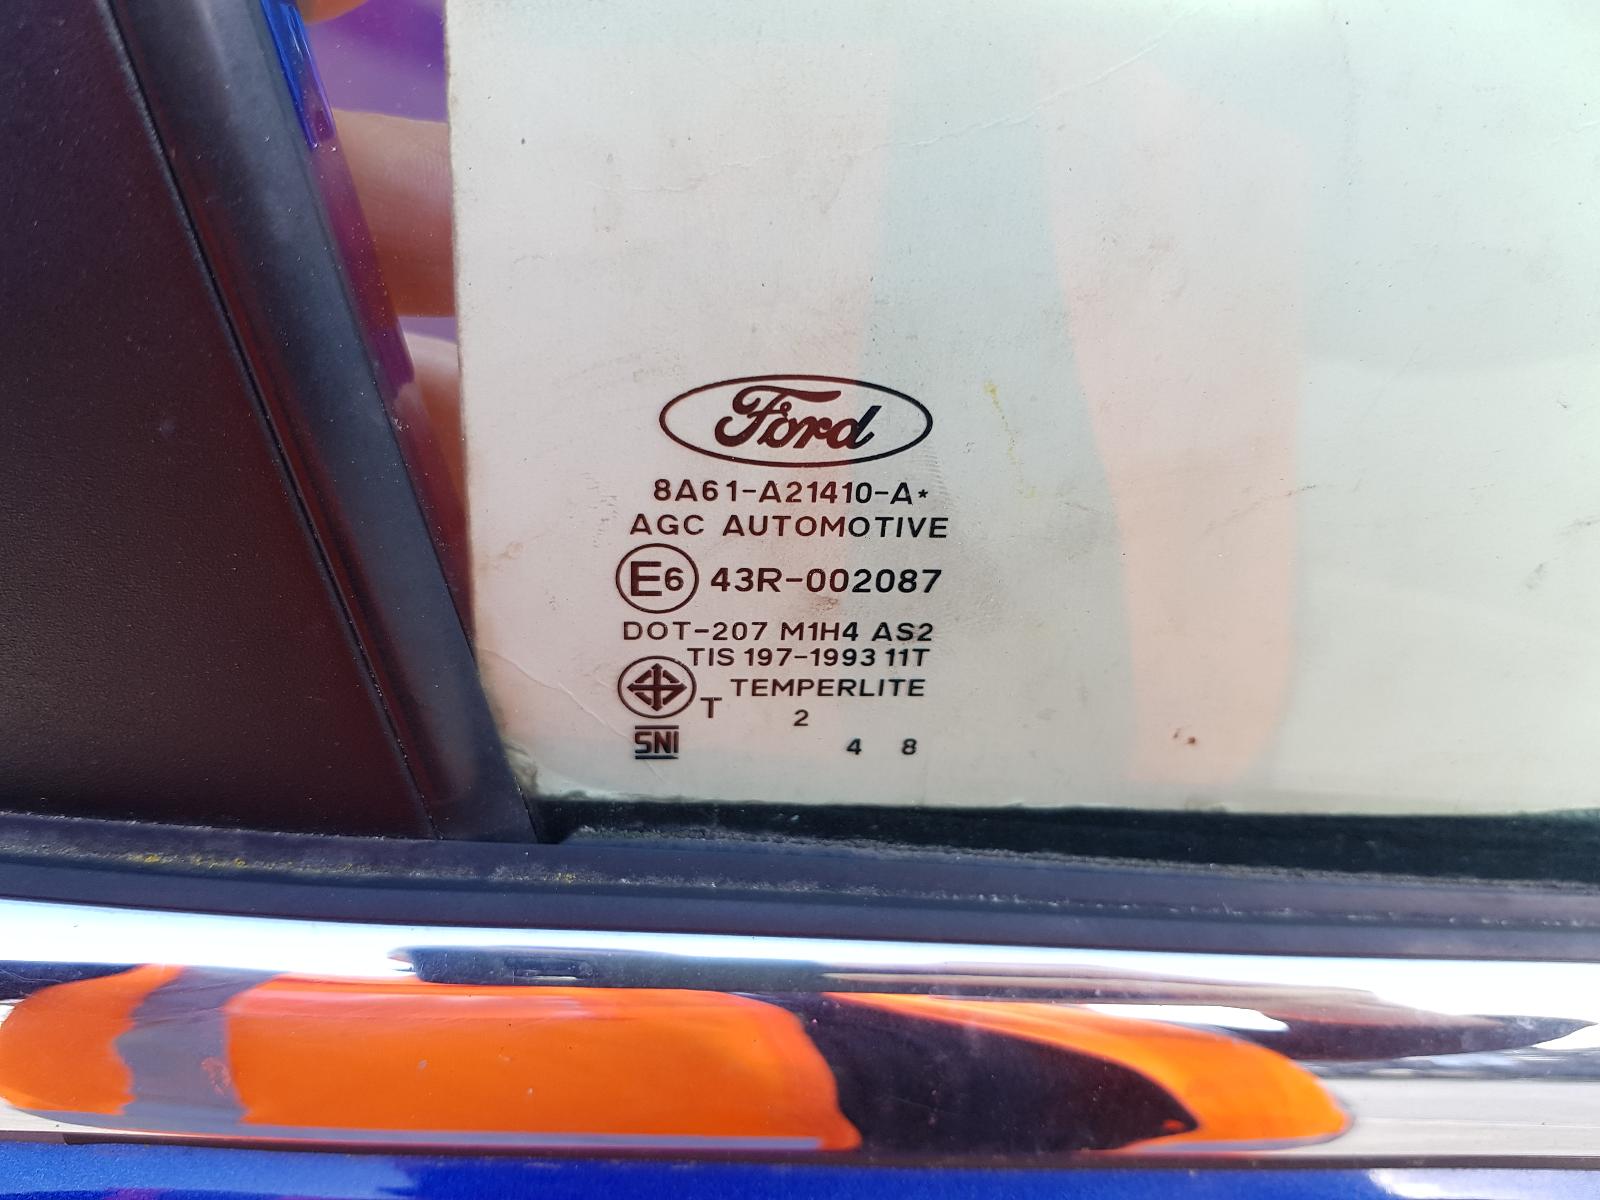 Ford
8A61-A21410-A*
AGC AUTOMOTIVE
E6 43R-002087
DOT-207 M1H4 AS2
TIS 197-1993 11T
T TEMPERLITE
2
SNI 4 8